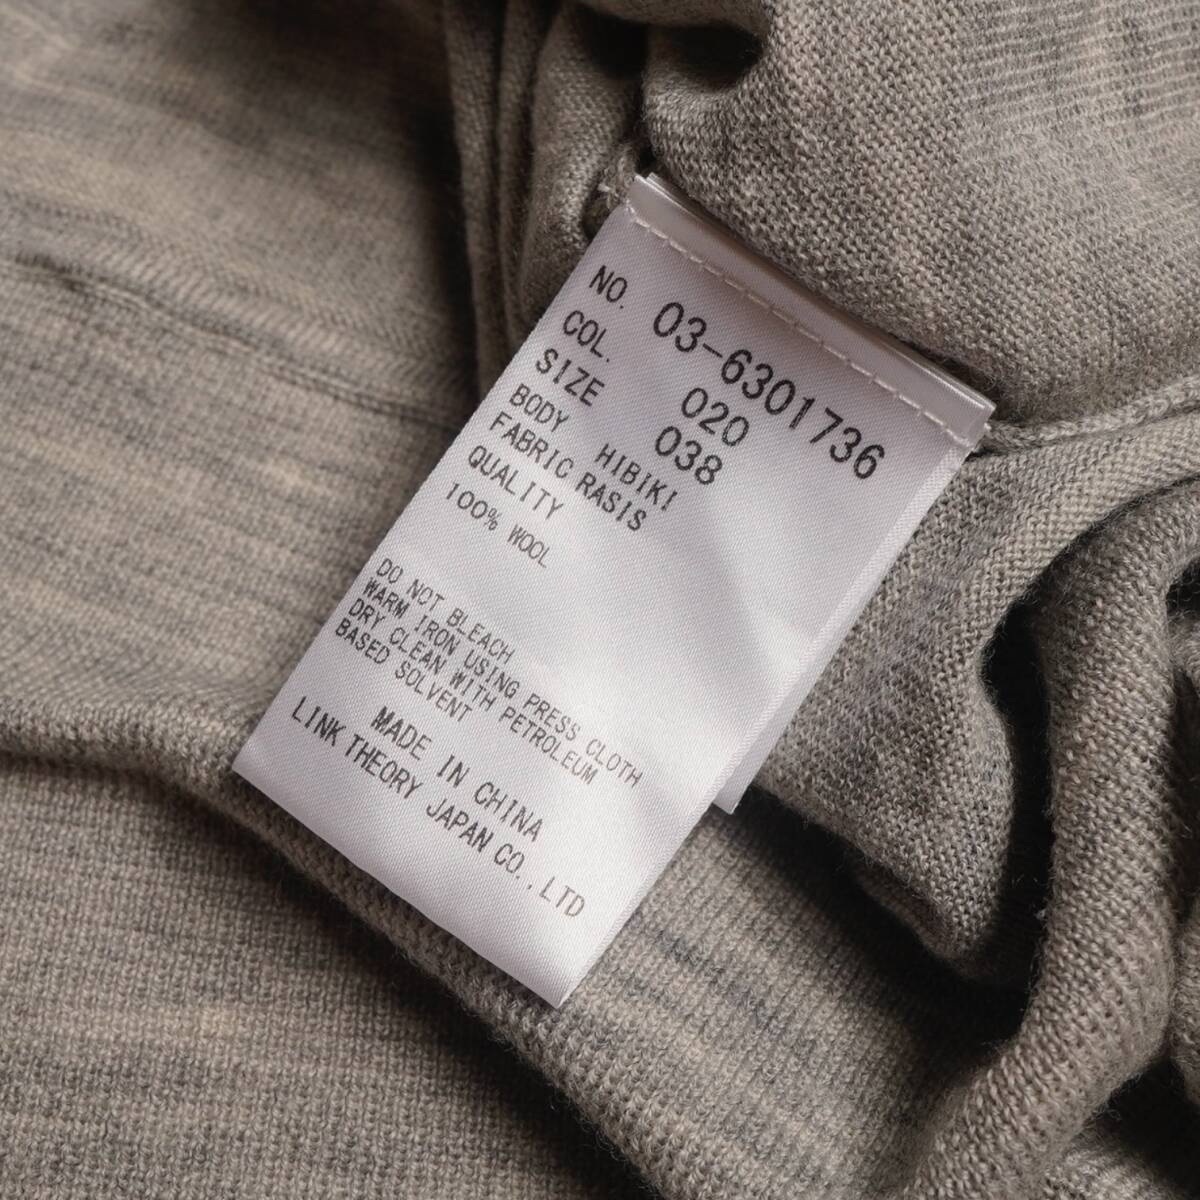 NO. 03-6301736
COL. 020
SIZE 038
BODY HIBIKI
FABRIC RASIS
QUALITY
100% WOOL
DO NOT BLEACH
WARM IRON USING PRESS CLOTH
DRY CLEAN WITH PETROLEUM
BASED SOLVENT
MADE IN CHINA
LINK THEORY JAPAN CO., LTD